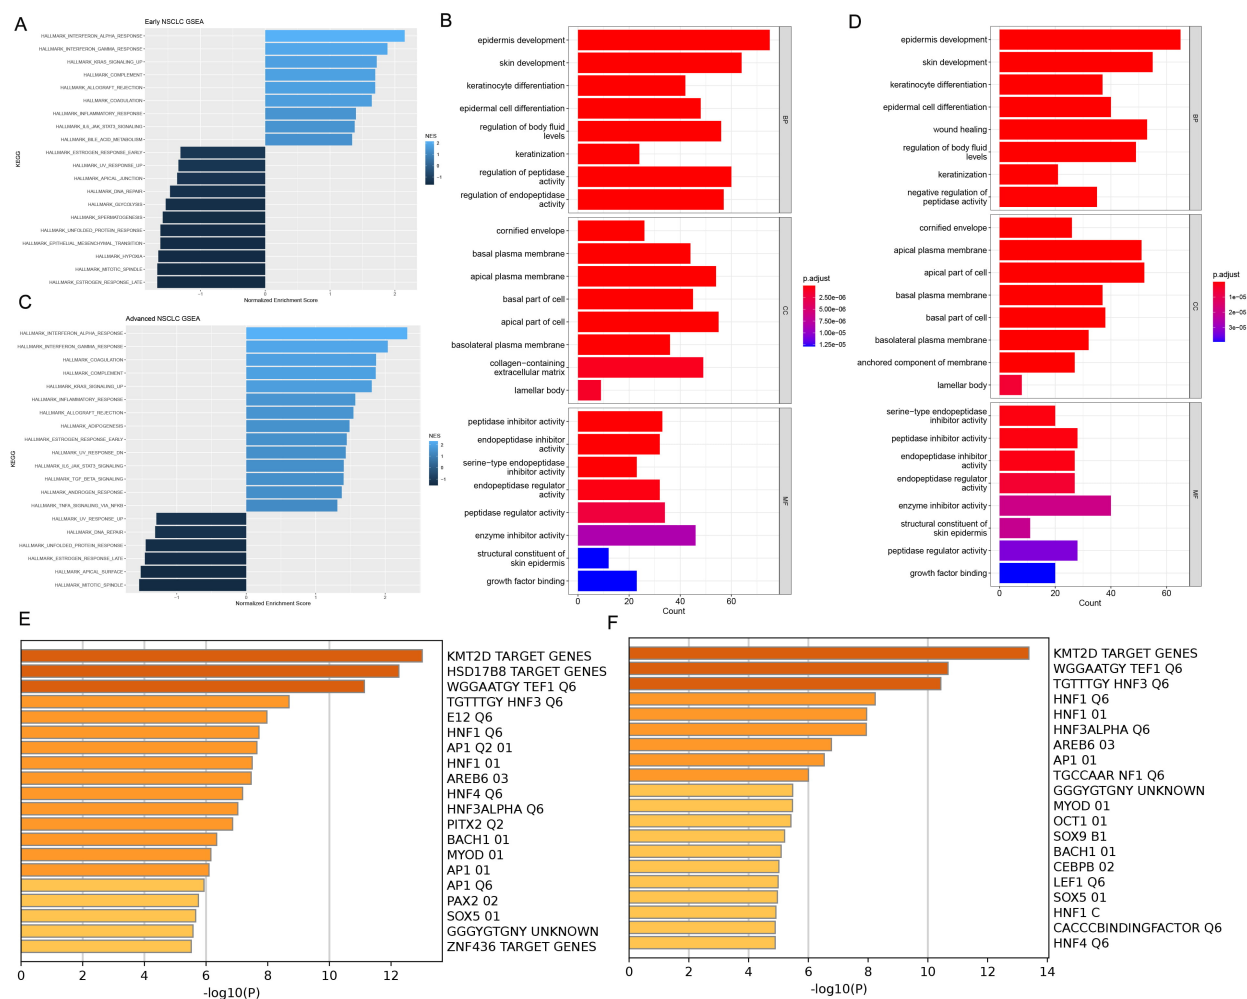 A
Early NSCLC GSEA
HALLMARK_INTERFERON_ALPHA_RESPONSE
HALLMARK_INTERFERON_GAMMA_RESPONSE
HALLMARK_KRAS_SIGNALING_UP
HALLMARK_COMPLEMENT
HALLMARK_ALLOGRAFT_REJECTION
HALLMARK_COAGULATION
HALLMARK_INFLAMMATORY_RESPONSE
HALLMARK_IL6_JAK_STAT3_SIGNALING
HALLMARK_BILE_ACID_METABOLISM
HALLMARK_ESTROGEN_RESPONSE_EARLY
HALLMARK_UV_RESPONSE_UP
HALLMARK_APICAL_JUNCTION
HALLMARK_DNA_REPAIR
HALLMARK_GLYCOLYSIS
HALLMARK_SPERMATOGENESIS
HALLMARK_UNFOLDED_PROTEIN_RESPONSE
HALLMARK_EPITHELIAL_MESENCHYMAL_TRANSITION
HALLMARK_HYPOXIA
HALLMARK_MITOTIC_SPINDLE
HALLMARK_ESTROGEN_RESPONSE_LATE
KEGG
-1 0 1 2
Normalized Enrichment Score
NES
2
1
0
-1
B
epidermis development
skin development
keratinocyte differentiation
epidermal cell differentiation
regulation of body fluid
levels
keratinization
regulation of peptidase
activity
regulation of endopeptidase
activity
BP
cornified envelope
basal plasma membrane
apical plasma membrane
basal part of cell
apical part of cell
basolateral plasma membrane
collagen-containing
extracellular matrix
lamellar body
CC
peptidase inhibitor activity
endopeptidase inhibitor
activity
serine-type endopeptidase
inhibitor activity
endopeptidase regulator
activity
peptidase regulator activity
enzyme inhibitor activity
structural constituent of
skin epidermis
growth factor binding
MF
0 20 40 60
Count
p.adjust
2.50e-06
5.00e-06
7.50e-06
1.00e-05
1.25e-05
C
Advanced NSCLC GSEA
HALLMARK_INTERFERON_ALPHA_RESPONSE
HALLMARK_INTERFERON_GAMMA_RESPONSE
HALLMARK_COAGULATION
HALLMARK_COMPLEMENT
HALLMARK_KRAS_SIGNALING_UP
HALLMARK_INFLAMMATORY_RESPONSE
HALLMARK_ALLOGRAFT_REJECTION
HALLMARK_ADIPOGENESIS
HALLMARK_ESTROGEN_RESPONSE_EARLY
HALLMARK_UV_RESPONSE_DN
HALLMARK_IL6_JAK_STAT3_SIGNALING
HALLMARK_TGF_BETA_SIGNALING
HALLMARK_ANDROGEN_RESPONSE
HALLMARK_TNFA_SIGNALING_VIA_NFKB
HALLMARK_UV_RESPONSE_UP
HALLMARK_DNA_REPAIR
HALLMARK_UNFOLDED_PROTEIN_RESPONSE
HALLMARK_ESTROGEN_RESPONSE_LATE
HALLMARK_APICAL_SURFACE
HALLMARK_MITOTIC_SPINDLE
KEGG
-1 0 1 2
Normalized Enrichment Score
NES
2
1
0
-1
D
epidermis development
skin development
keratinocyte differentiation
epidermal cell differentiation
wound healing
regulation of body fluid
levels
keratinization
negative regulation of
peptidase activity
BP
cornified envelope
apical plasma membrane
apical part of cell
basal plasma membrane
basal part of cell
basolateral plasma membrane
anchored component of membrane
lamellar body
CC
serine-type endopeptidase
inhibitor activity
peptidase inhibitor activity
endopeptidase inhibitor
activity
endopeptidase regulator
activity
enzyme inhibitor activity
structural constituent of
skin epidermis
peptidase regulator activity
growth factor binding
MF
0 20 40 60
Count
p.adjust
1e-05
2e-05
3e-05
E
KMT2D TARGET GENES
HSD17B8 TARGET GENES
WGGAATGY TEF1 Q6
TGTTTGY HNF3 Q6
E12 Q6
HNF1 Q6
AP1 Q2 01
HNF1 01
AREB6 03
HNF4 Q6
HNF3ALPHA Q6
PITX2 Q2
BACH1 01
MYOD 01
AP1 01
AP1 Q6
PAX2 02
SOX5 01
GGGYGTGNY UNKNOWN
ZNF436 TARGET GENES
0 2 4 6 8 10 12
-log10(P)
F
KMT2D TARGET GENES
WGGAATGY TEF1 Q6
TGTTTGY HNF3 Q6
HNF1 Q6
HNF1 01
HNF3ALPHA Q6
AREB6 03
AP1 01
TGCCAAR NF1 Q6
GGGYGTGNY UNKNOWN
MYOD 01
OCT1 01
SOX9 B1
BACH1 01
CEBPB 02
LEF1 Q6
SOX5 01
HNF1 C
CACCCBINDINGFACTOR Q6
HNF4 Q6
0 2 4 6 8 10 12 14
-log10(P)